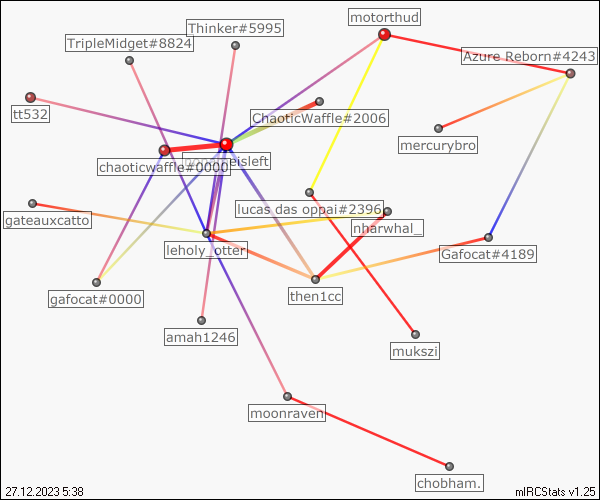 motorthud
Thinker#5995
TripleMidget#8824
Azure Reborn#4243
tt532
ChaoticWaffle#2006
mercurybro
chaoticwaffle#0000
eisleft
lucas das oppai#2396
gateauxcatto
nharwhal_
leholy_otter
Gafocat#4189
gafocat#0000
then1cc
amah1246
mukszi
moonraven
chobham.
27.12.2023 5:38
mIRCStats v1.25